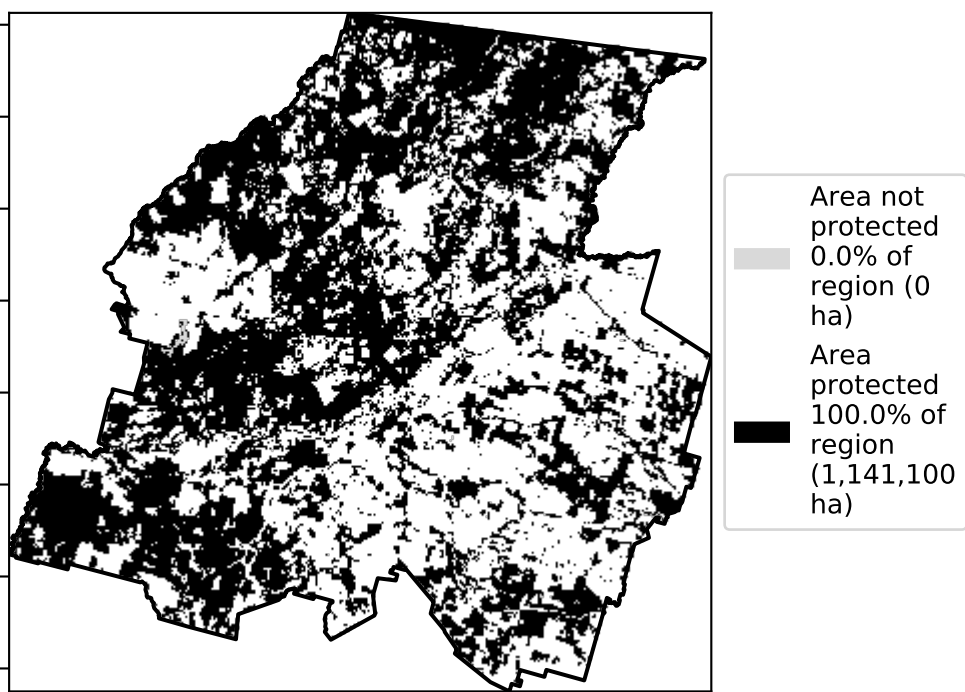 Area not
protected
0.0% of
region (0
ha)
Area
protected
100.0% of
region
(1,141,100
ha)